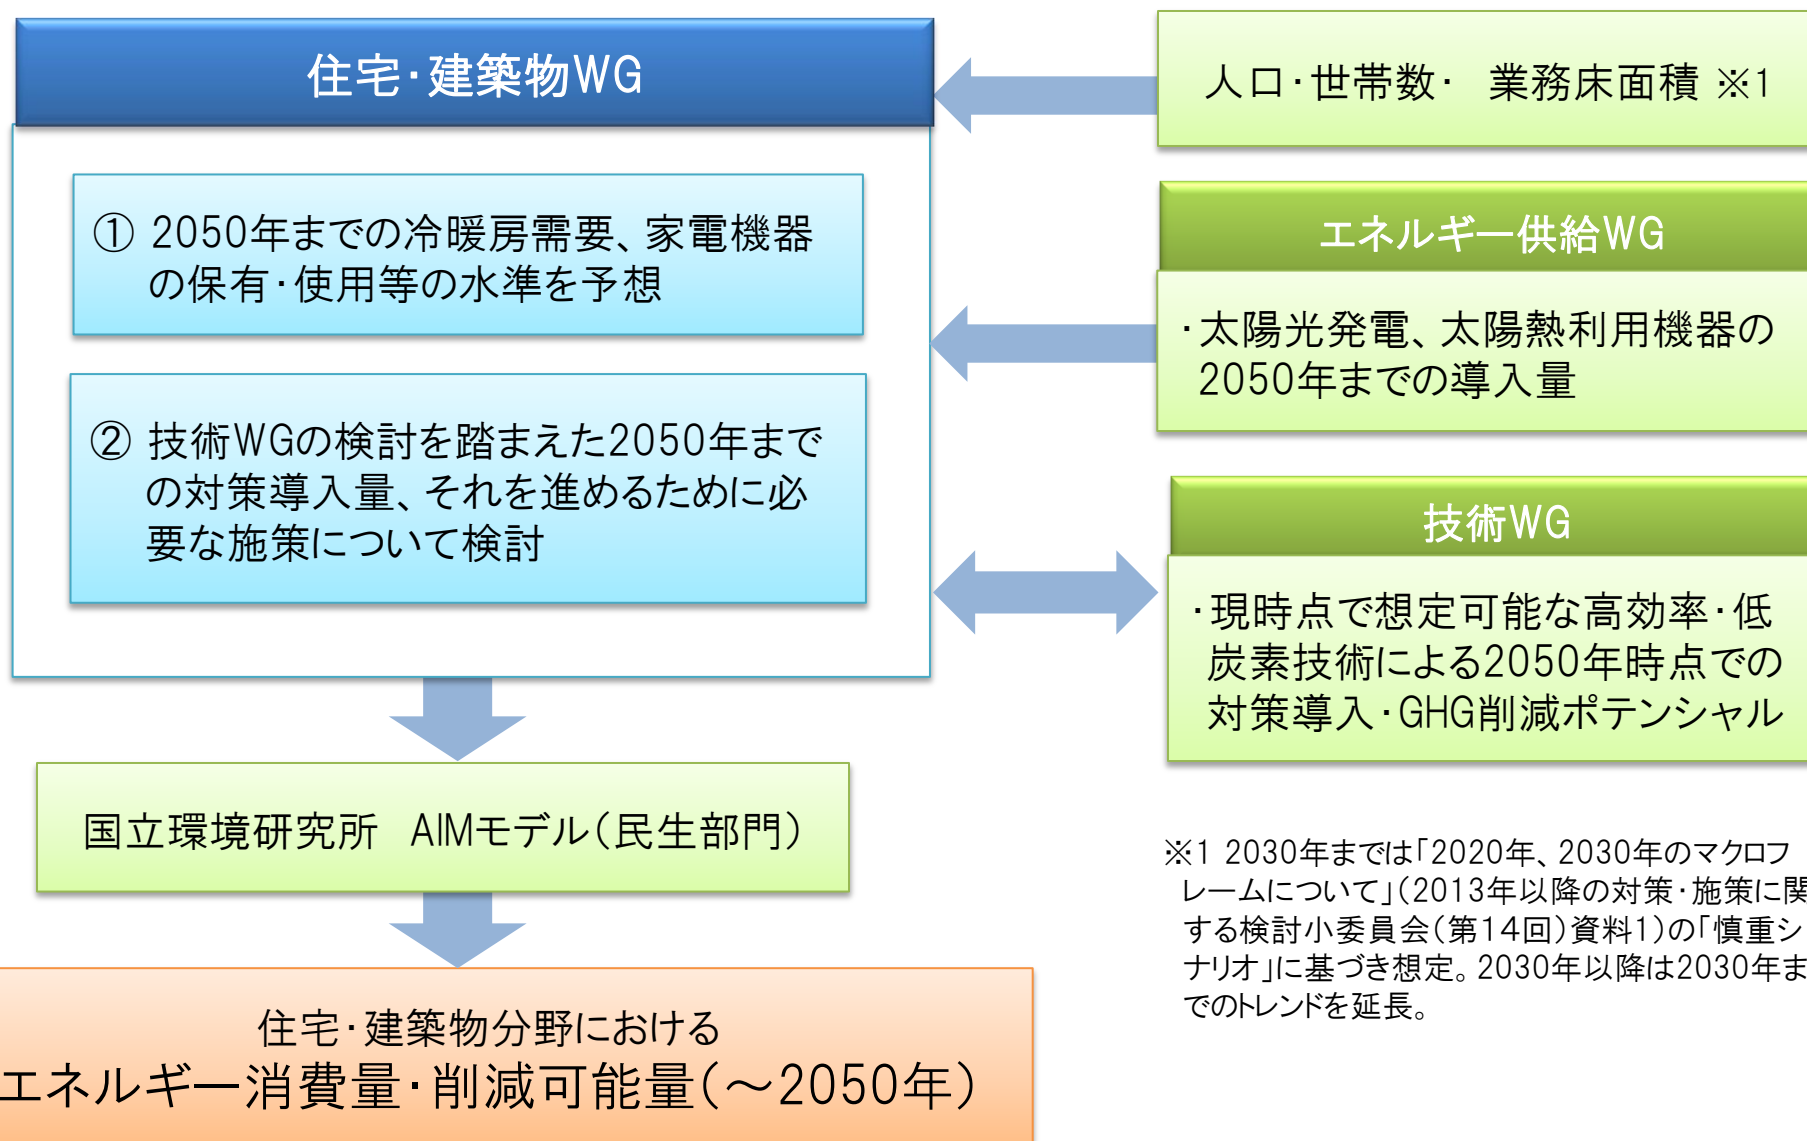 住宅・建築物WG
① 2050年までの冷暖房需要、家電機器
の保有・使用等の水準を予想
② 技術WGの検討を踏まえた2050年まで
の対策導入量、それを進めるために必
要な施策について検討
国立環境研究所　AIMモデル（民生部門）
住宅・建築物分野における
エネルギー消費量・削減可能量（～2050年）
人口・世帯数・　業務床面積 ※1
エネルギー供給WG
・太陽光発電、太陽熱利用機器の
2050年までの導入量
技術WG
・現時点で想定可能な高効率・低
炭素技術による2050年時点での
対策導入・GHG削減ポテンシャル
※1 2030年までは「2020年、2030年のマクロフ
レームについて」（2013年以降の対策・施策に関
する検討小委員会（第14回）資料1）の「慎重シ
ナリオ」に基づき想定。2030年以降は2030年ま
でのトレンドを延長。